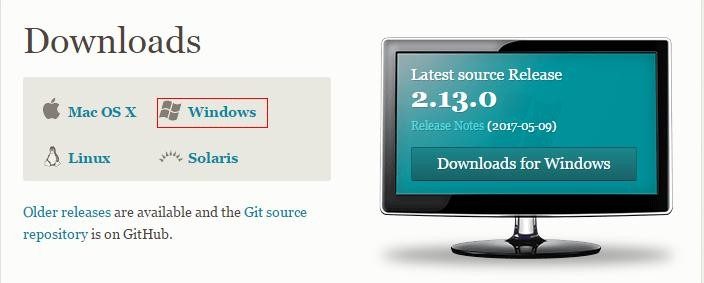 Downloads
Mac OS X
Windows
Linux
Solaris
Older releases are available and the Git source
repository is on GitHub.
Latest source Release
2.13.0
Release Notes (2017-05-09)
Downloads for Windows